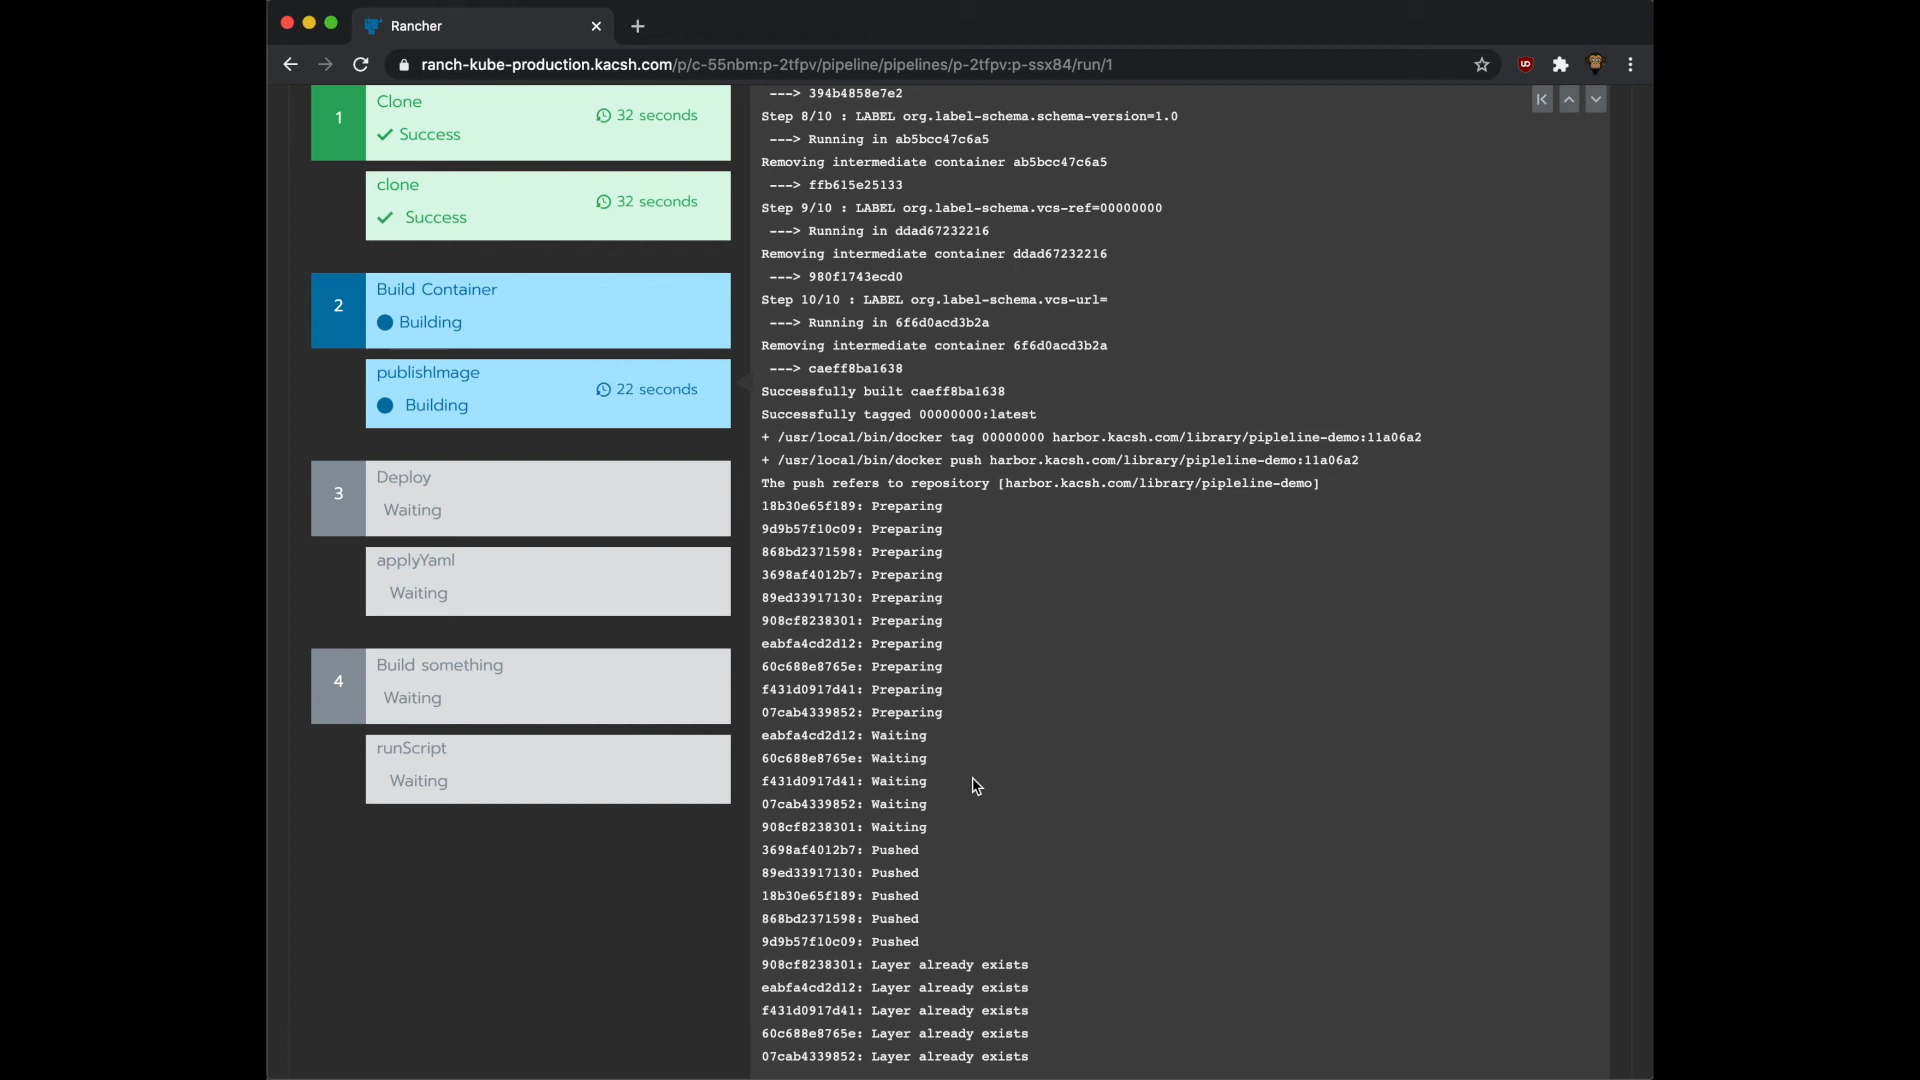 Rancher
ranch-kube-production.kacsh.com/p/c-55nbm:p-2tfpv/pipeline/pipelines/p-2tfpv:p-ssx84/run/1
1
Clone
Success
32 seconds
clone
Success
32 seconds
2
Build Container
Building
publishImage
Building
22 seconds
3
Deploy
Waiting
applyYaml
Waiting
4
Build something
Waiting
runScript
Waiting
---> 394b4858e7e2
Step 8/10 : LABEL org.label-schema.schema-version=1.0
---> Running in ab5bcc47c6a5
Removing intermediate container ab5bcc47c6a5
---> ffb615e25133
Step 9/10 : LABEL org.label-schema.vcs-ref=00000000
---> Running in ddad67232216
Removing intermediate container ddad67232216
---> 980f1743ecd0
Step 10/10 : LABEL org.label-schema.vcs-url=
---> Running in 6f6d0acd3b2a
Removing intermediate container 6f6d0acd3b2a
---> caeff8ba1638
Successfully built caeff8ba1638
Successfully tagged 00000000:latest
+ /usr/local/bin/docker tag 00000000 harbor.kacsh.com/library/pipleline-demo:11a06a2
+ /usr/local/bin/docker push harbor.kacsh.com/library/pipleline-demo:11a06a2
The push refers to repository [harbor.kacsh.com/library/pipleline-demo]
18b30e65f189: Preparing
9d9b57f10c09: Preparing
868bd2371598: Preparing
3698af4012b7: Preparing
89ed33917130: Preparing
908cf8238301: Preparing
eabfa4cd2d12: Preparing
60c688e8765e: Preparing
f431d0917d41: Preparing
07cab4339852: Preparing
eabfa4cd2d12: Waiting
60c688e8765e: Waiting
f431d0917d41: Waiting
07cab4339852: Waiting
908cf8238301: Waiting
3698af4012b7: Pushed
89ed33917130: Pushed
18b30e65f189: Pushed
868bd2371598: Pushed
9d9b57f10c09: Pushed
908cf8238301: Layer already exists
eabfa4cd2d12: Layer already exists
f431d0917d41: Layer already exists
60c688e8765e: Layer already exists
07cab4339852: Layer already exists